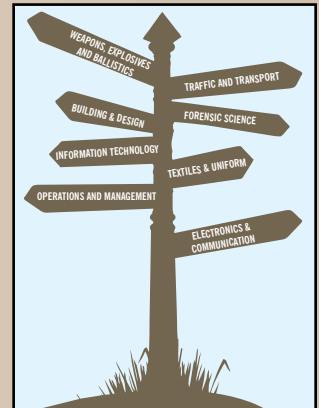 WEAPONS, EXPLOSIVES
AND BALLISTICS
TRAFFIC AND TRANSPORT
BUILDING & DESIGN
FORENSIC SCIENCE
INFORMATION TECHNOLOGY
TEXTILES & UNIFORM
OPERATIONS AND MANAGEMENT
ELECTRONICS &
COMMUNICATION